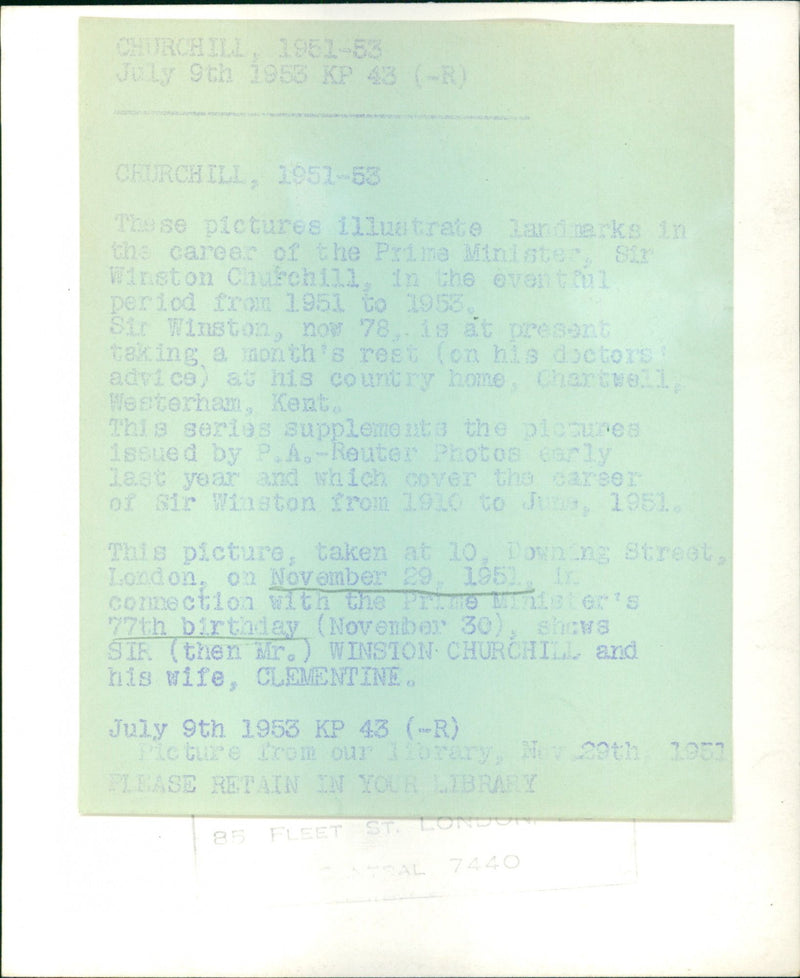 CHURCHILL, 1951-53
July 9th 1953 KP 43 (-R)
CHURCHILL, 1951-53
These pictures illustrate landmarks in
the career of the Prime Minister, Sir
Winston Churchill, in the eventful
period from 1951 to 1953.
Sir Winston, now 78, is at present
taking a month's rest (on his doctors'
advice) at his country home, Chartwell,
Westerham, Kent.
This series supplements the pictures
issued by P.A.-Reuter Photos early
last year and which cover the career
of Sir Winston from 1910 to June, 1951.
This picture, taken at 10, Downing Street,
London, on November 29, 1951, in
connection with the Prime Minister's
77th birthday (November 30), shows
SIR (then Mr.) WINSTON CHURCHILL and
his wife, CLEMENTINE.
July 9th 1953 KP 43 (-R)
Picture from our library, Nov.29th 1951
PLEASE RETAIN IN YOUR LIBRARY
85 FLEET ST. LONDON,
CENTRAL 7440